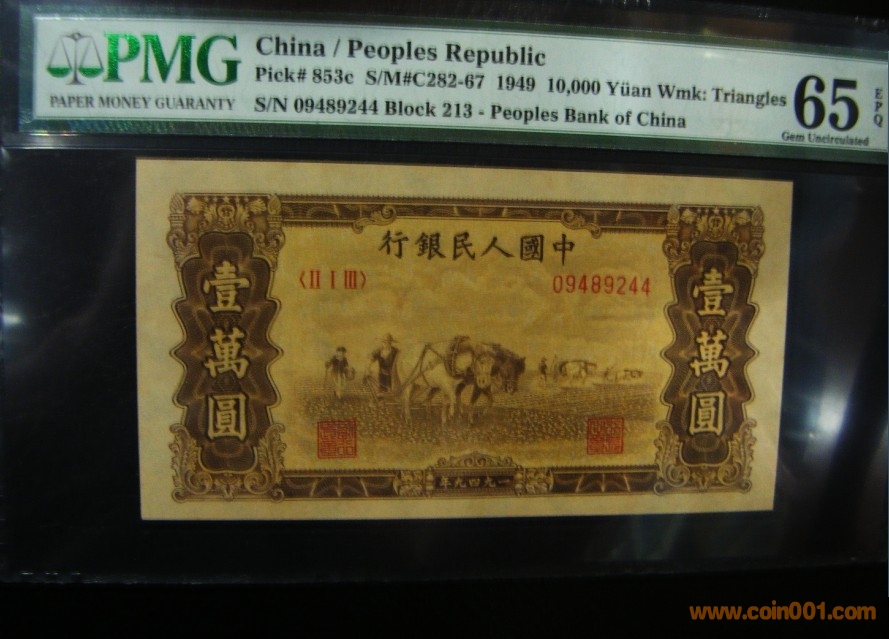 PMG
PAPER MONEY GUARANTY
China / Peoples Republic
Pick# 853c S/M#C282-67 1949 10,000 Yüan Wmk: Triangles
S/N 09489244 Block 213 - Peoples Bank of China
65
EPQ
Gem Uncirculated
行銀民人國中
〈II I III〉
09489244
壹萬圓
壹萬圓
年九四九一
www.coin001.com